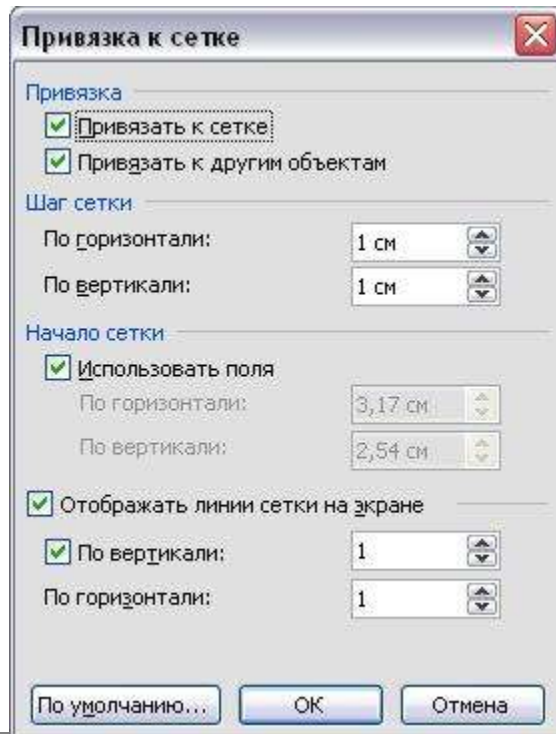 Привязка к сетке
Привязка
Привязать к сетке
Привязать к другим объектам
Шаг сетки
По горизонтали: 1 см
По вертикали: 1 см
Начало сетки
Использовать поля
По горизонтали: 3,17 см
По вертикали: 2,54 см
Отображать линии сетки на экране
По вертикали: 1
По горизонтали: 1
По умолчанию... ОК Отмена